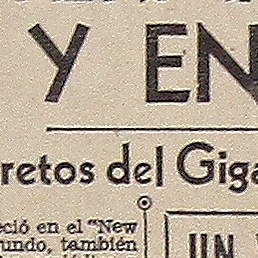 Y EN
retos del Giga
eció en el "New
undo, también
UN